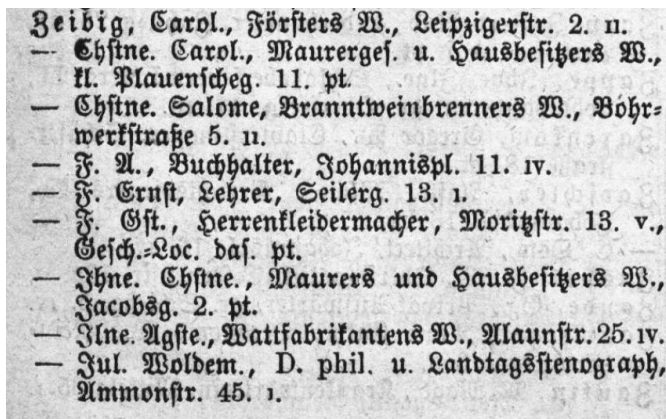 Zeibig, Carol., Försters W., Leipzigerstr. 2. II.
— Chstne. Carol., Maurerges. u. Hausbesitzers W.,
kl. Plauenscheg. 11. pt.
— Chstne. Salome, Branntweinbrenners W., Bohr-
werkstraße 5. II.
— F. A., Buchhalter, Johannispl. 11. IV.
— F. Ernst, Lehrer, Seilerg. 13. I.
— F. Gst., Herrenkleidermacher, Moritzstr. 13. V.,
Gesch.-Loc. das. pt.
— Jhne. Chstne., Maurers und Hausbesitzers W.,
Jacobsg. 2. pt.
— Jlne. Agste., Wattfabrikantens W., Alaunstr. 25. IV.
— Jul. Woldem., D. phil. u. Landtagsstenograph,
Ammonstr. 45. I.